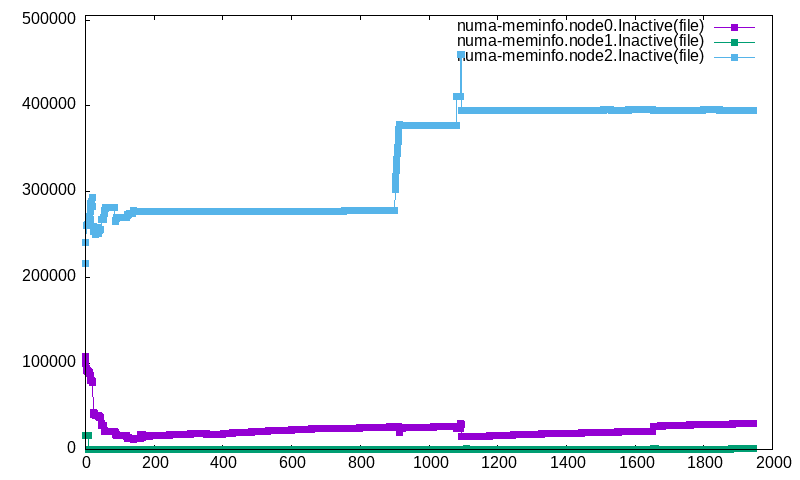 500000
400000
300000
200000
100000
0
0 200 400 600 800 1000 1200 1400 1600 1800 2000
numa-meminfo.node0.Inactive(file)
numa-meminfo.node1.Inactive(file)
numa-meminfo.node2.Inactive(file)